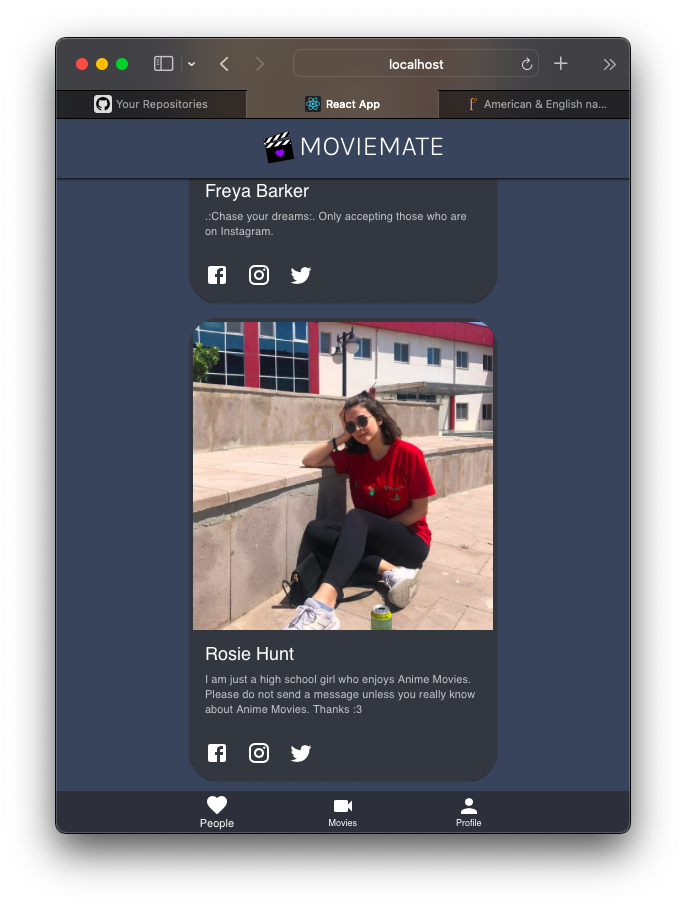 localhost
Your Repositories
React App
American & English na...
MOVIEMATE
Freya Barker
.:Chase your dreams:. Only accepting those who are
on Instagram.
Rosie Hunt
I am just a high school girl who enjoys Anime Movies.
Please do not send a message unless you really know
about Anime Movies. Thanks :3
People
Movies
Profile